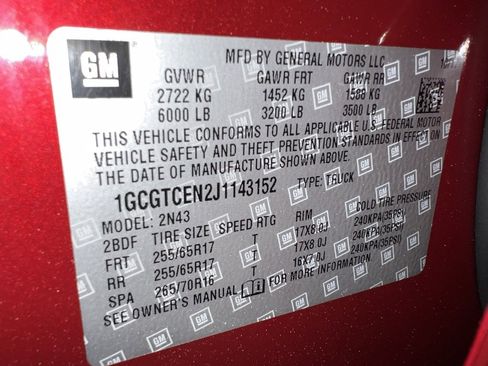 GM
MFD BY GENERAL MOTORS LLC
GVWR GAWR FRT GAWR RR
2722 KG 1452 KG 1588 KG
6000 LB 3200 LB 3500 LB
THIS VEHICLE CONFORMS TO ALL APPLICABLE U.S. FEDERAL MOTOR
VEHICLE SAFETY AND THEFT PREVENTION STANDARDS IN EFFECT ON
THE DATE OF MANUFACTURE SHOWN ABOVE.
1GCGTCEN2J1143152 TYPE: TRUCK
MODEL: 2N43
2BDF TIRE SIZE SPEED RTG RIM COLD TIRE PRESSURE
FRT 255/65R17 T 17X8.0J 240KPA(35PSI)
RR 255/65R17 T 17X8.0J 240KPA(35PSI)
SPA 265/70R16 T 16X7.0J 240KPA(35PSI)
SEE OWNER'S MANUAL FOR MORE INFORMATION.